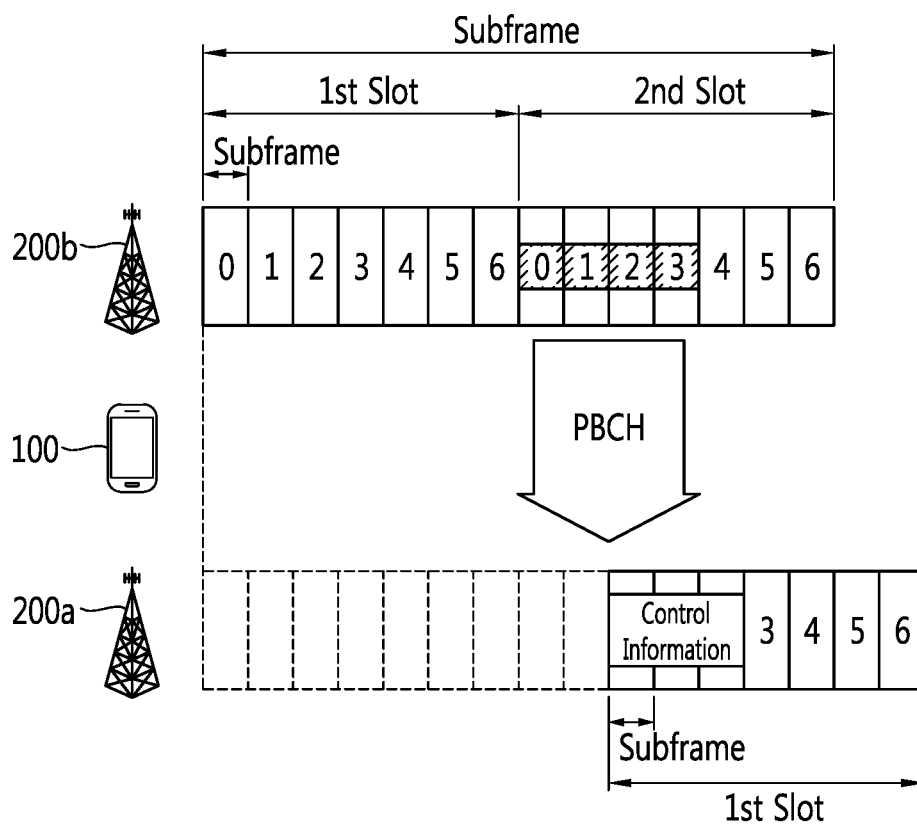 Subframe
1st Slot
2nd Slot
Subframe
200b
0 1 2 3 4 5 6 0 1 2 3 4 5 6
100
PBCH
200a
Control
Information
3 4 5 6
Subframe
1st Slot